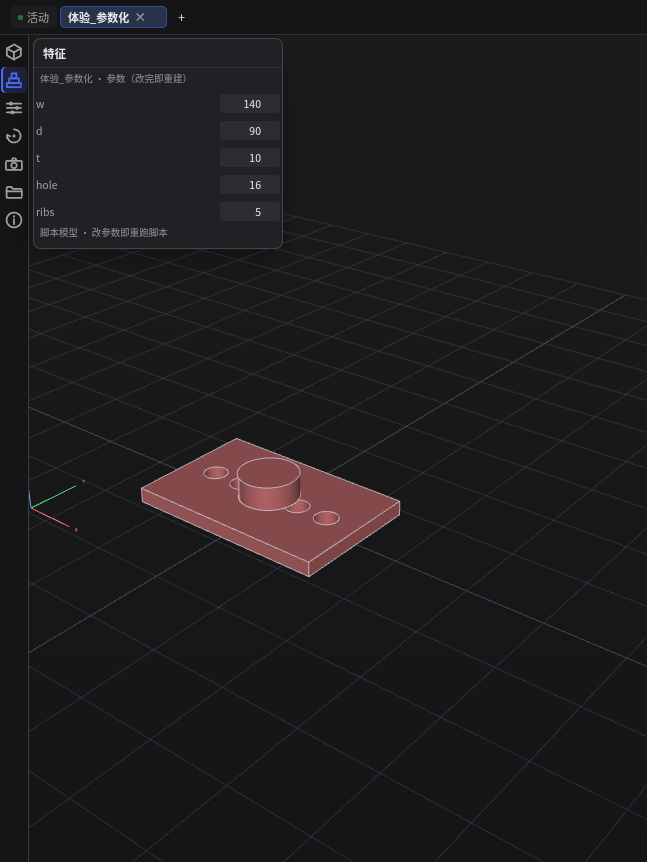 活动
体验_参数化 ✕
+
特征
体验_参数化 • 参数（改完即重建）
w 140
d 90
t 10
hole 16
ribs 5
脚本模型 • 改参数即重跑脚本